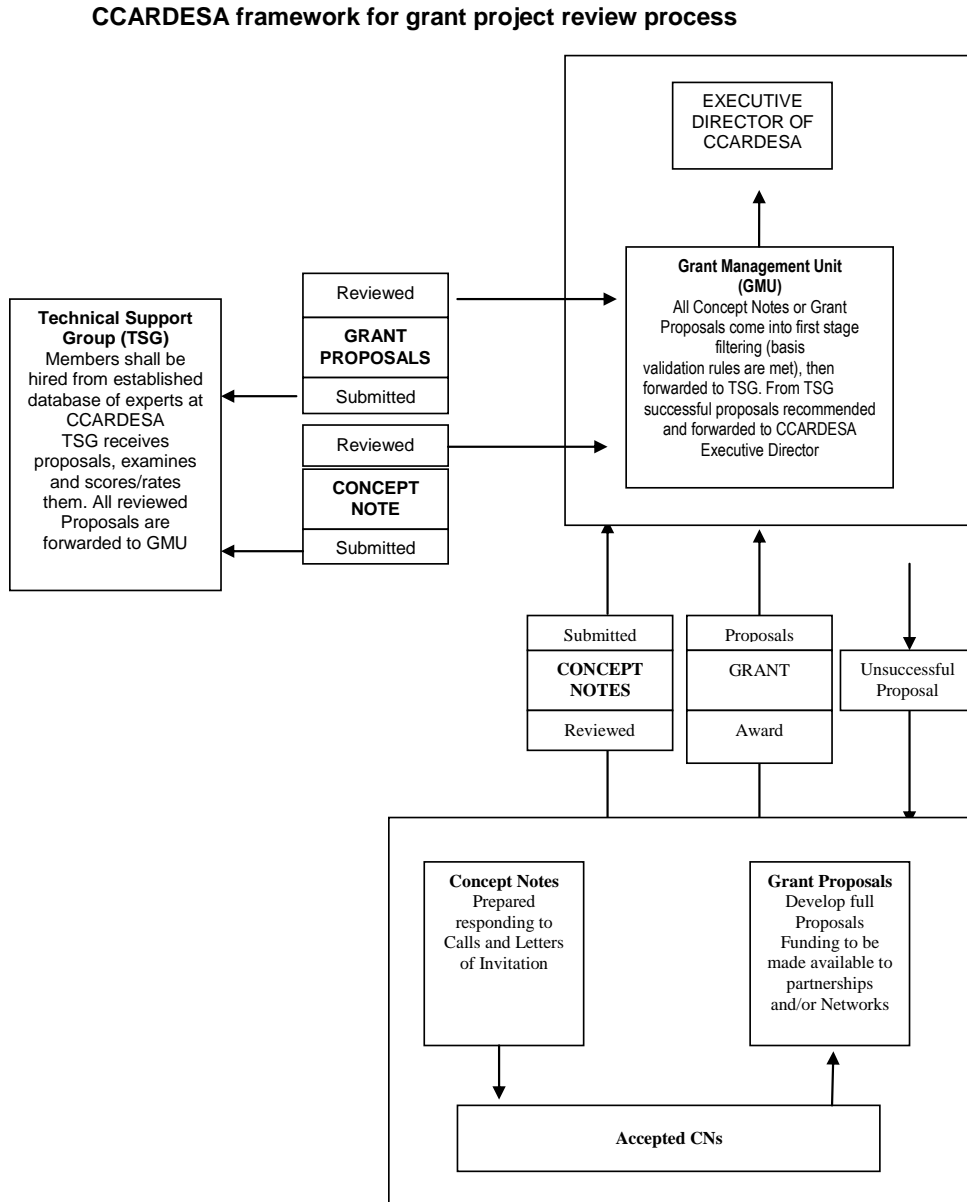 CCARDESA framework for grant project review process
EXECUTIVE
DIRECTOR OF
CCARDESA
Grant Management Unit
(GMU)
All Concept Notes or Grant
Proposals come into first stage
filtering (basis
validation rules are met), then
forwarded to TSG. From TSG
successful proposals recommended
and forwarded to CCARDESA
Executive Director
Reviewed
GRANT
PROPOSALS
Submitted
Reviewed
CONCEPT
NOTE
Submitted
Technical Support
Group (TSG)
Members shall be
hired from established
database of experts at
CCARDESA
TSG receives
proposals, examines
and scores/rates
them. All reviewed
Proposals are
forwarded to GMU
Submitted
CONCEPT
NOTES
Reviewed
Proposals
GRANT
Award
Unsuccessful
Proposal
Concept Notes
Prepared
responding to
Calls and Letters
of Invitation
Grant Proposals
Develop full
Proposals
Funding to be
made available to
partnerships
and/or Networks
Accepted CNs